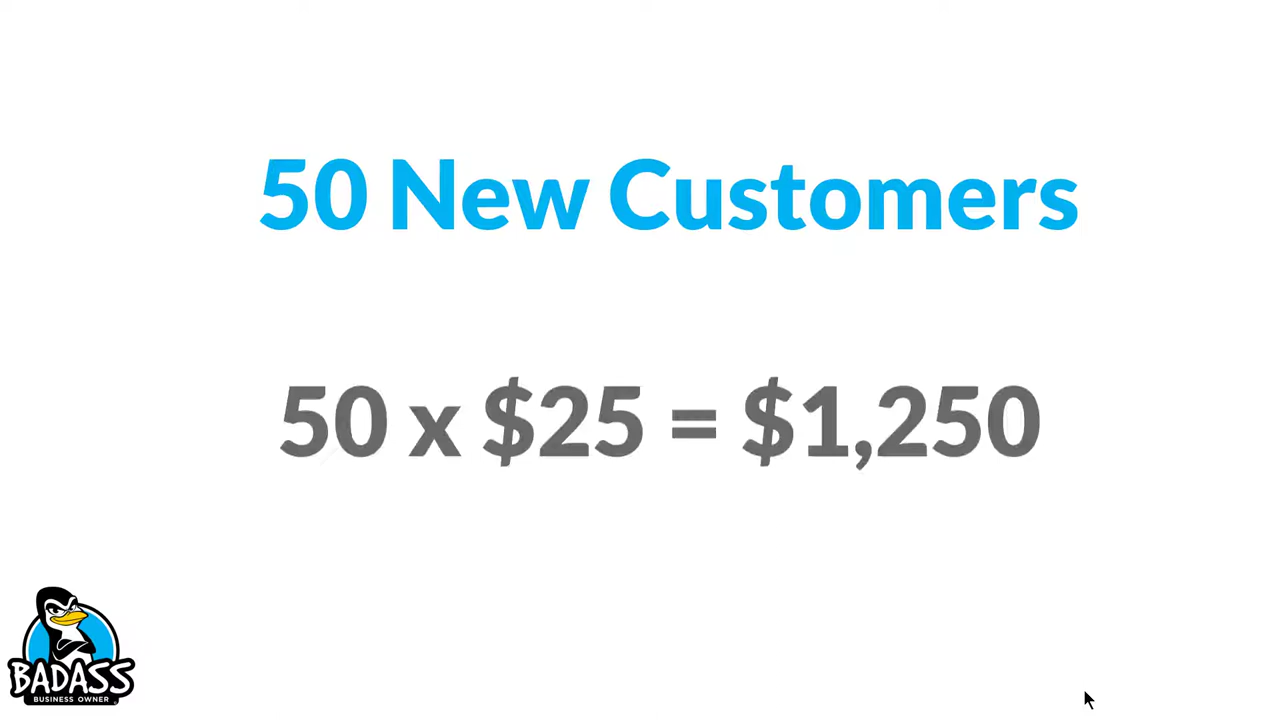 50 New Customers
50 x $25 = $1,250
BADASS
BUSINESS OWNER